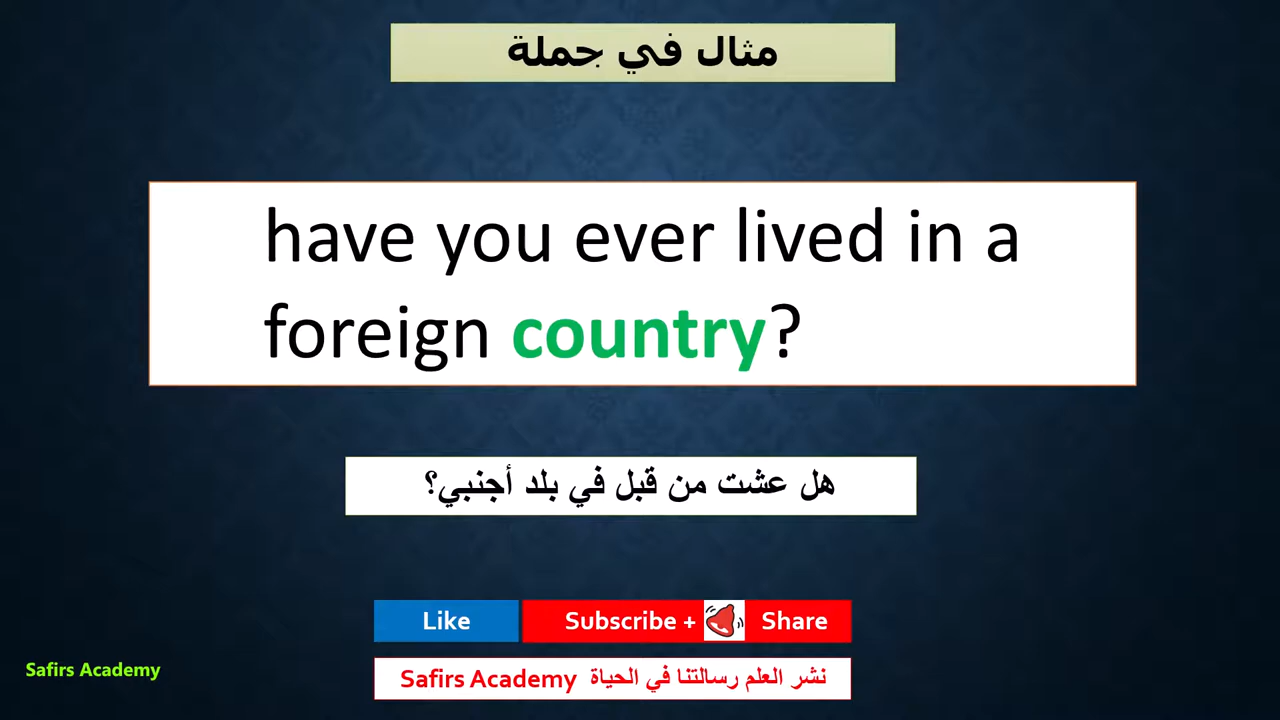 مثال في جملة
have you ever lived in a
foreign country?
هل عشت من قبل في بلد أجنبي؟
Like Subscribe + Share
Safirs Academy
Safirs Academy نشر العلم رسالتنا في الحياة